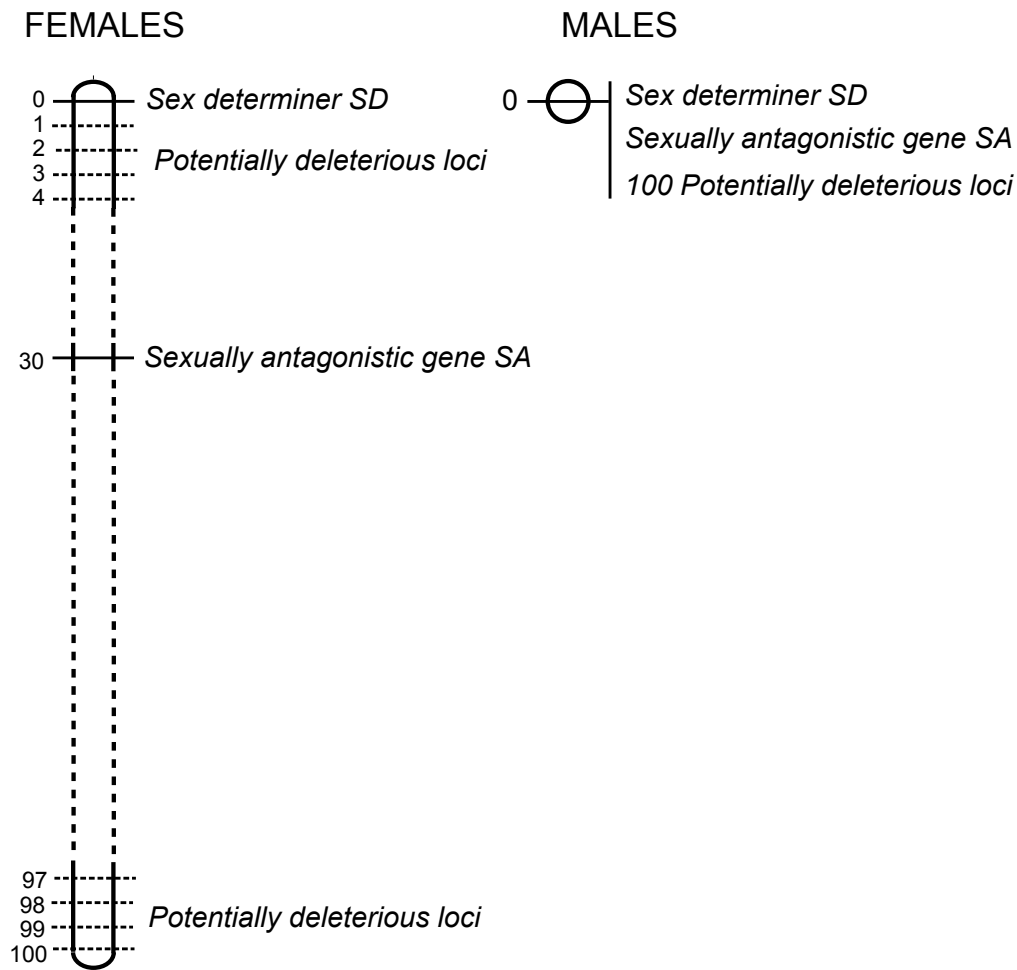 FEMALES
MALES
0 Sex determiner SD
1
2 Potentially deleterious loci
3
4
30 Sexually antagonistic gene SA
97
98
99 Potentially deleterious loci
100
0 Sex determiner SD
Sexually antagonistic gene SA
100 Potentially deleterious loci